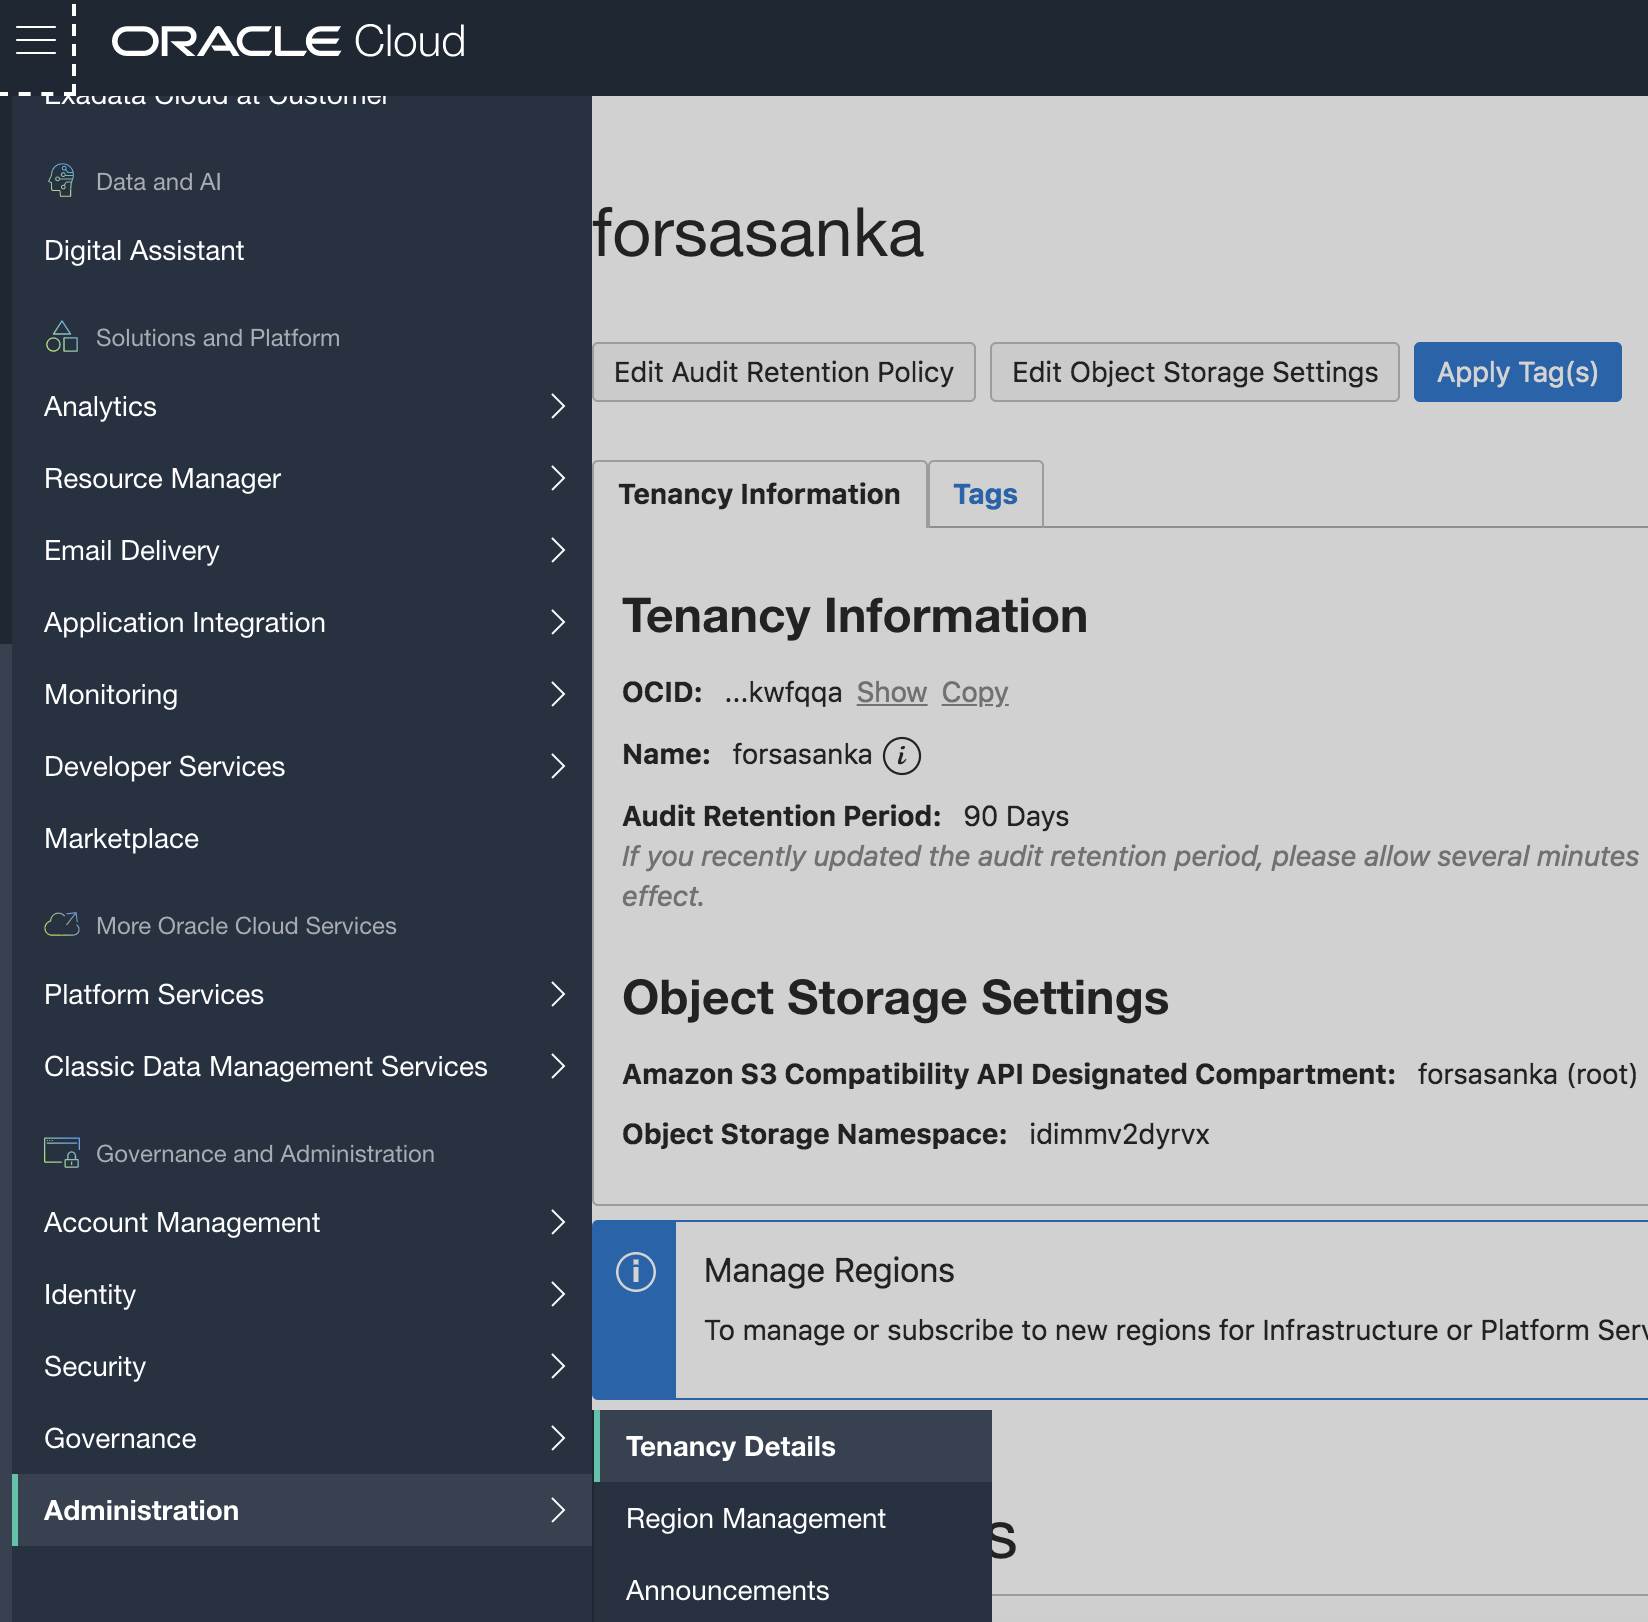 ORACLE Cloud
Exadata Cloud at Customer
Data and AI
Digital Assistant
Solutions and Platform
Analytics
Resource Manager
Email Delivery
Application Integration
Monitoring
Developer Services
Marketplace
More Oracle Cloud Services
Platform Services
Classic Data Management Services
Governance and Administration
Account Management
Identity
Security
Governance
Administration
forsasanka
Edit Audit Retention Policy
Edit Object Storage Settings
Apply Tag(s)
Tenancy Information
Tags
Tenancy Information
OCID: ...kwfqqa Show Copy
Name: forsasanka
Audit Retention Period: 90 Days
If you recently updated the audit retention period, please allow several minutes
effect.
Object Storage Settings
Amazon S3 Compatibility API Designated Compartment: forsasanka (root)
Object Storage Namespace: idimmv2dyrvx
Manage Regions
To manage or subscribe to new regions for Infrastructure or Platform Serv
Tenancy Details
Region Management
s
Announcements